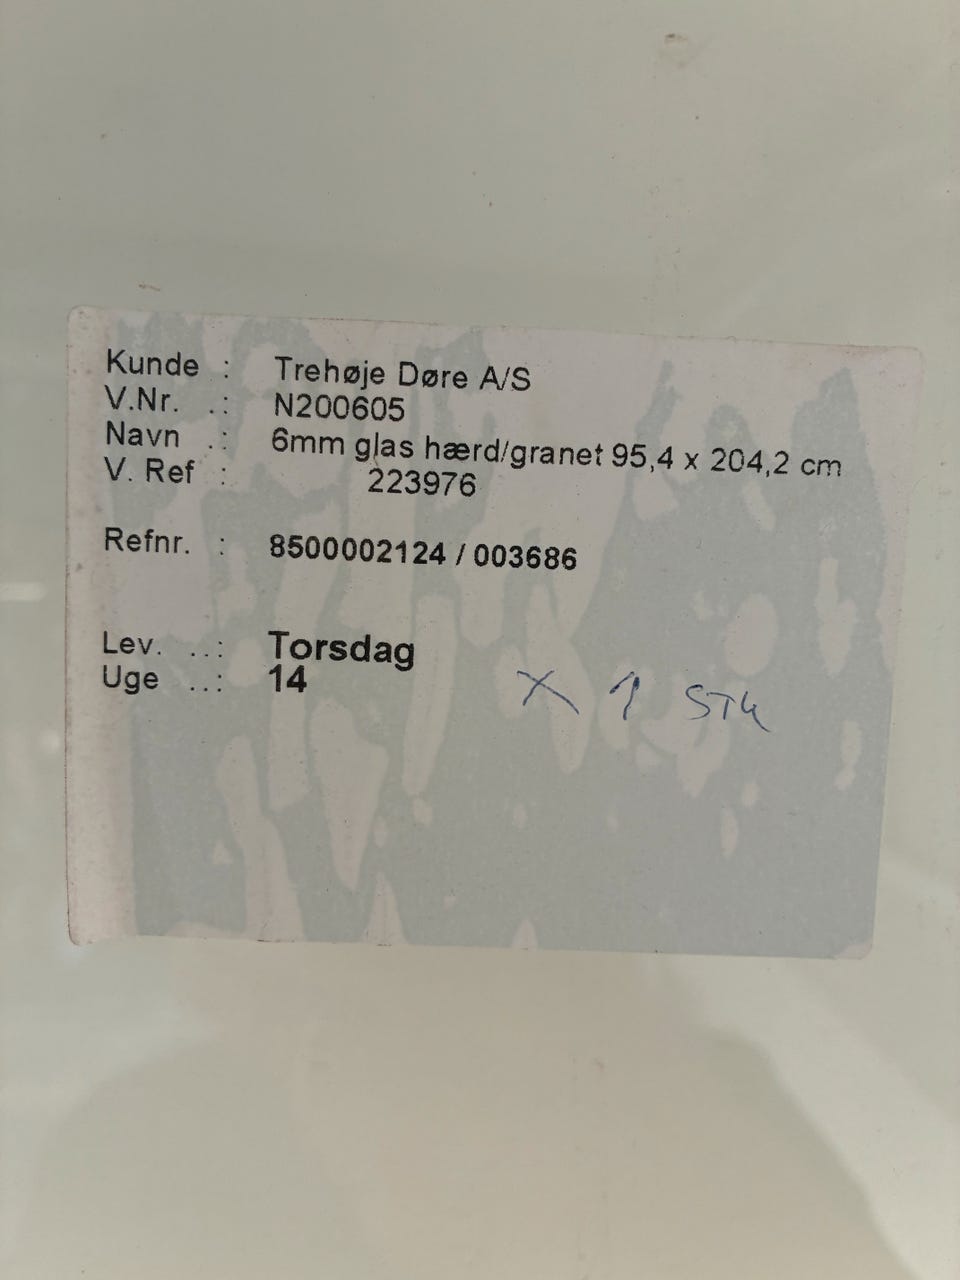 Kunde : Trehøje Døre A/S
V.Nr. .: N200605
Navn .: 6mm glas hærd/granet 95,4 x 204,2 cm
V. Ref : 223976
Refnr. : 8500002124 / 003686
Lev. ..: Torsdag
Uge ..: 14
X 1 STK